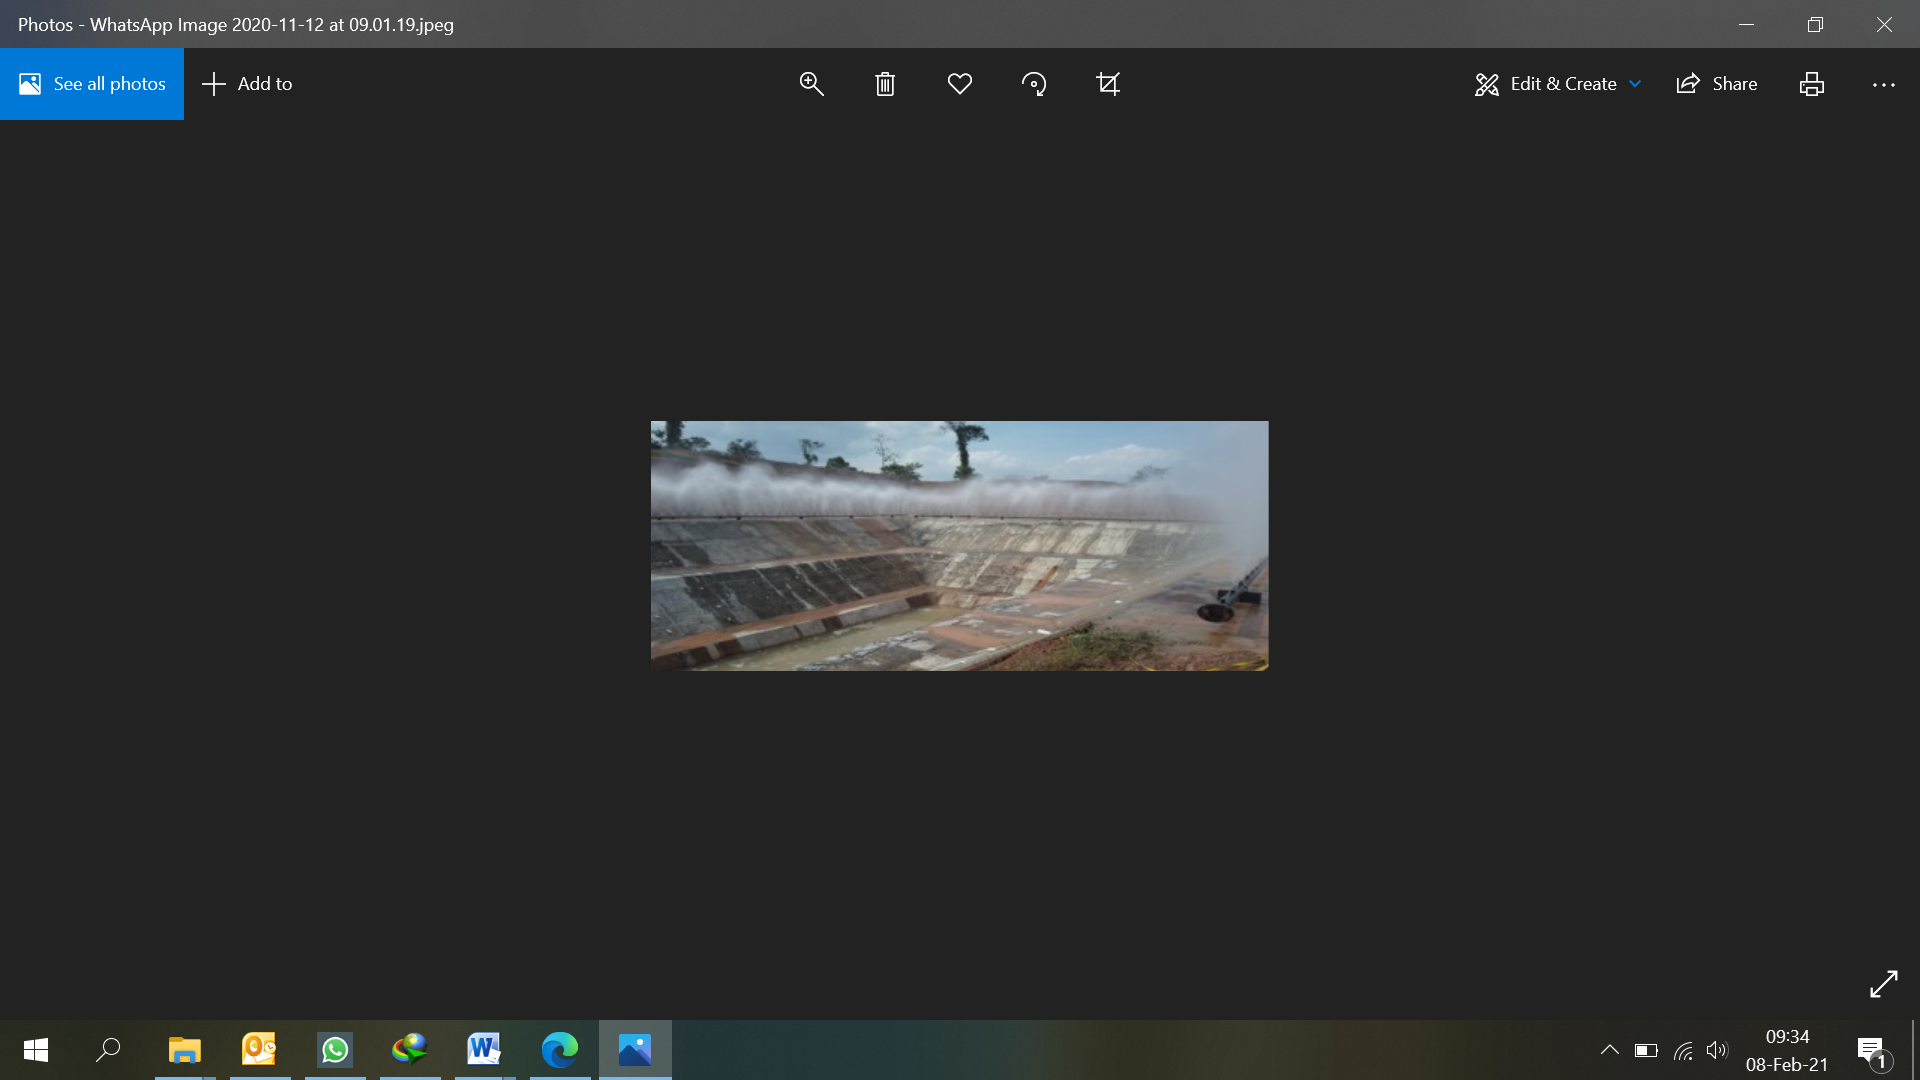 Photos - WhatsApp Image 2020-11-12 at 09.01.19.jpeg
See all photos
Add to
Edit & Create
Share
09:34
08-Feb-21
1